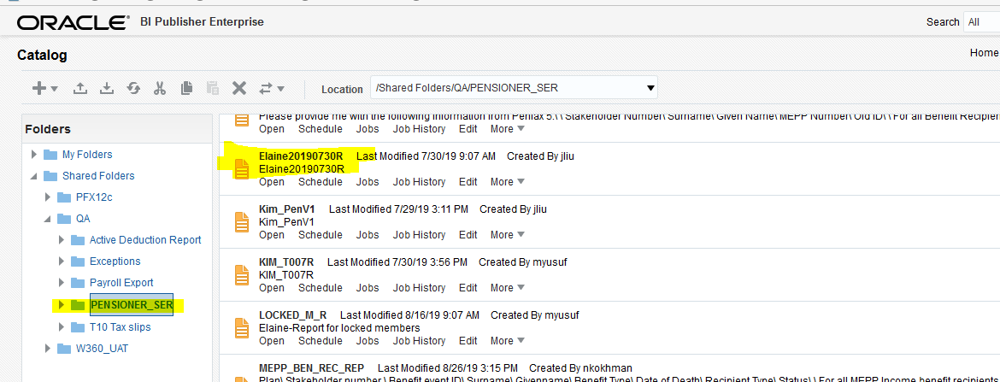 ORACLE BI Publisher Enterprise Search All
Catalog Home
Location /Shared Folders/QA/PENSIONER_SER
Folders
My Folders
Shared Folders
PFX12c
QA
Active Deduction Report
Exceptions
Payroll Export
PENSIONER_SER
T10 Tax slips
W360_UAT
Please provide me with the following information from Penfax 5.\ \ Stakeholder Number\ Surname\ Given Name\ MEPP Number\ Old ID\ \ For all Benefit Recipien
Open Schedule Jobs Job History Edit More
Elaine20190730R Last Modified 7/30/19 9:07 AM Created By jliu
Elaine20190730R
Open Schedule Jobs Job History Edit More
Kim_PenV1 Last Modified 7/29/19 3:11 PM Created By jliu
Kim_PenV1
Open Schedule Jobs Job History Edit More
KIM_T007R Last Modified 7/30/19 3:56 PM Created By myusuf
KIM_T007R
Open Schedule Jobs Job History Edit More
LOCKED_M_R Last Modified 8/16/19 9:07 AM Created By myusuf
Elaine-Report for locked members
Open Schedule Jobs Job History Edit More
MEPP_BEN_REC_REP Last Modified 8/26/19 3:15 PM Created By nkokhman
Plan\ Stakeholder number \ Benefit event ID\ Surname\ Givenname\ Benefit Type\ Date of Death\ Recipient Type\ Status\ \ For all MEPP Income benefit recipients